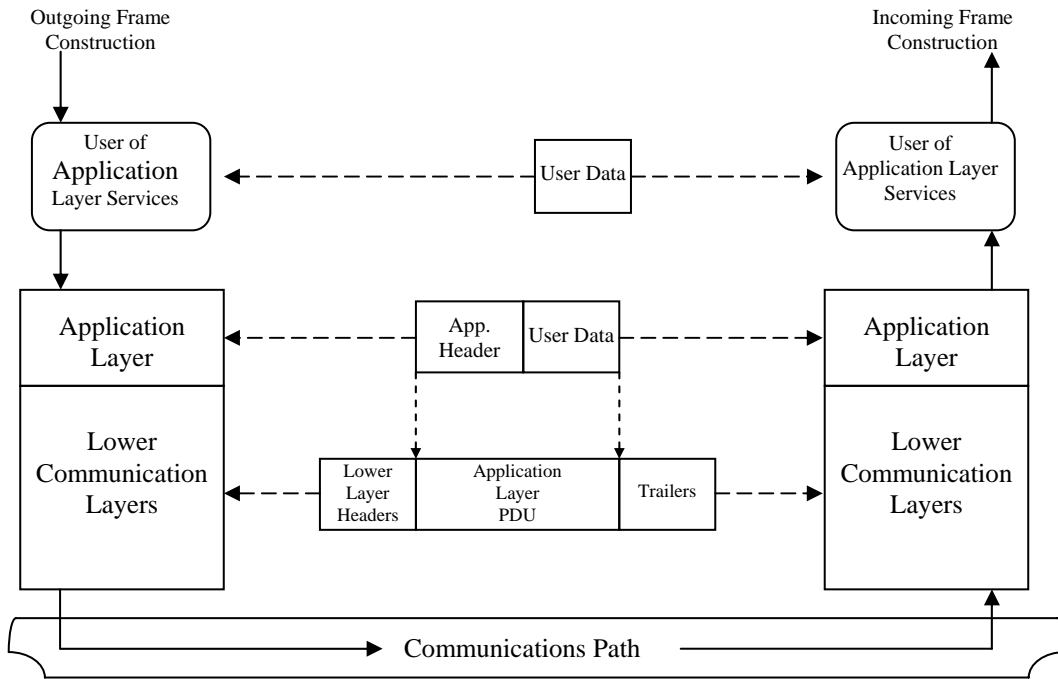 Outgoing Frame
Construction
Incoming Frame
Construction
User of
Application
Layer Services
User Data
User of
Application Layer
Services
Application
Layer
App.
Header
User Data
Application
Layer
Lower
Communication
Layers
Lower
Layer
Headers
Application
Layer
PDU
Trailers
Lower
Communication
Layers
Communications Path